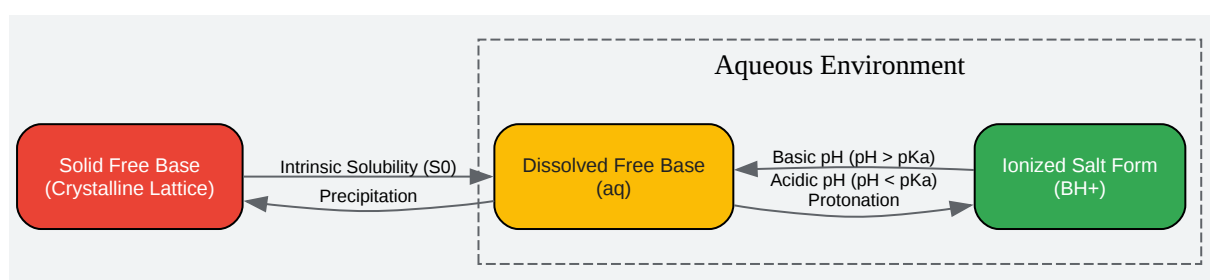 Aqueous Environment
Solid Free Base
(Crystalline Lattice)
Intrinsic Solubility (S0)
Precipitation
Dissolved Free Base
(aq)
Basic pH (pH > pKa)
Acidic pH (pH < pKa)
Protonation
Ionized Salt Form
(BH+)